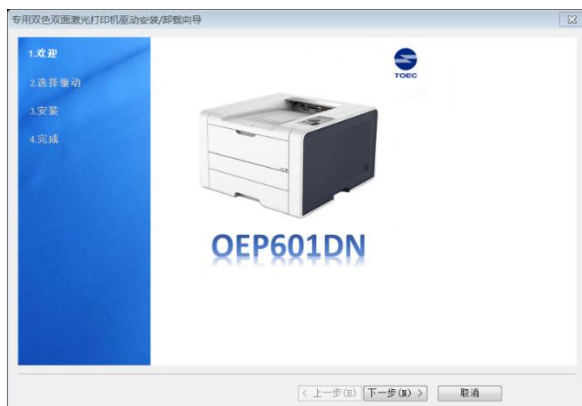 专用双色双面激光打印机驱动安装/卸载向导
1.欢迎
TOEC
2.选择驱动
3.安装
4.完成
OEP601DN
< 上一步(B)
下一步(N) >
取消